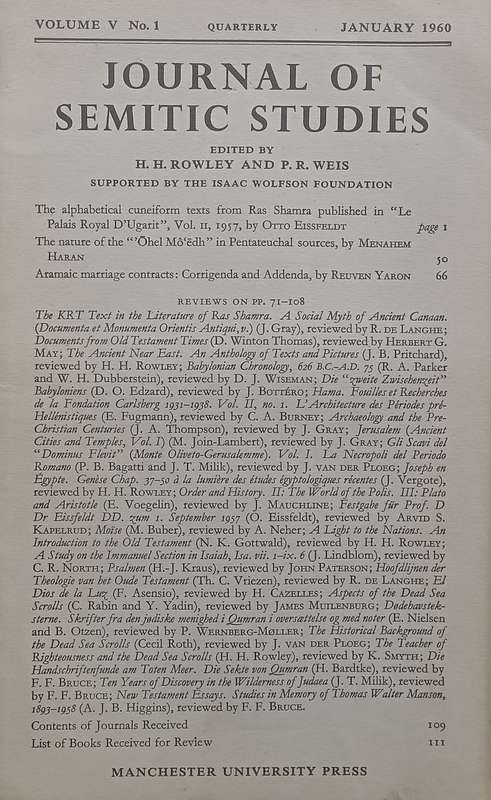 VOLUME V No. 1 QUARTERLY JANUARY 1960
JOURNAL OF
SEMITIC STUDIES
EDITED BY
H. H. ROWLEY AND P. R. WEIS
SUPPORTED BY THE ISAAC WOLFSON FOUNDATION
The alphabetical cuneiform texts from Ras Shamra published in "Le
Palais Royal D'Ugarit", Vol. II, 1957, by OTTO EISSFELDT page 1
The nature of the "'Ōhel Mô‘ēdh" in Pentateuchal sources, by MENAHEM
HARAN 50
Aramaic marriage contracts: Corrigenda and Addenda, by REUVEN YARON 66
REVIEWS ON PP. 71–108
The KRT Text in the Literature of Ras Shamra. A Social Myth of Ancient Canaan.
(Documenta et Monumenta Orientis Antiqui, v.) (J. Gray), reviewed by R. DE LANGHE;
Documents from Old Testament Times (D. Winton Thomas), reviewed by HERBERT G.
MAY; The Ancient Near East. An Anthology of Texts and Pictures (J. B. Pritchard),
reviewed by H. H. ROWLEY; Babylonian Chronology, 626 B.C.–A.D. 75 (R. A. Parker
and W. H. Dubberstein), reviewed by D. J. WISEMAN; Die "zweite Zwischenzeit"
Babyloniens (D. O. Edzard), reviewed by J. BOTTÉRO; Hama. Fouilles et Recherches
de la Fondation Carlsberg 1931–1938. Vol. II, no. 1. L'Architecture des Périodes pré-
Hellénistiques (E. Fugmann), reviewed by C. A. BURNEY; Archaeology and the Pre-
Christian Centuries (J. A. Thompson), reviewed by J. GRAY; Jerusalem (Ancient
Cities and Temples, Vol. I) (M. Join-Lambert), reviewed by J. GRAY; Gli Scavi del
"Dominus Flevit" (Monte Oliveto-Gerusalemme). Vol. I. La Necropoli del Periodo
Romano (P. B. Bagatti and J. T. Milik), reviewed by J. VAN DER PLOEG; Joseph en
Égypte. Genèse Chap. 37–50 à la lumière des études égyptologiques récentes (J. Vergote),
reviewed by H. H. ROWLEY; Order and History. II: The World of the Polis. III: Plato
and Aristotle (E. Voegelin), reviewed by J. MAUCHLINE; Festgabe für Prof. D
Dr Eissfeldt DD. zum 1. September 1957 (O. Eissfeldt), reviewed by ARVID S.
KAPELRUD; Moïse (M. Buber), reviewed by A. NEHER; A Light to the Nations. An
Introduction to the Old Testament (N. K. Gottwald), reviewed by H. H. ROWLEY;
A Study on the Immanuel Section in Isaiah, Isa. vii. 1–ix. 6 (J. Lindblom), reviewed by
C. R. NORTH; Psalmen (H.-J. Kraus), reviewed by JOHN PATERSON; Hoofdlijnen der
Theologie van het Oude Testament (Th. C. Vriezen), reviewed by R. DE LANGHE; El
Dios de la Luz (F. Asensio), reviewed by H. CAZELLES; Aspects of the Dead Sea
Scrolls (C. Rabin and Y. Yadin), reviewed by JAMES MUILENBURG; Dødehavstek-
sterne. Skrifter fra den jødiske menighed i Qumran i oversættelse og med noter (E. Nielsen
and B. Otzen), reviewed by P. WERNBERG-MØLLER; The Historical Background of
the Dead Sea Scrolls (Cecil Roth), reviewed by J. VAN DER PLOEG; The Teacher of
Righteousness and the Dead Sea Scrolls (H. H. Rowley), reviewed by K. SMYTH; Die
Handschriftenfunde am Toten Meer. Die Sekte von Qumran (H. Bardtke), reviewed by
F. F. BRUCE; Ten Years of Discovery in the Wilderness of Judaea (J. T. Milik), reviewed
by F. F. BRUCE; New Testament Essays. Studies in Memory of Thomas Walter Manson,
1893–1958 (A. J. B. Higgins), reviewed by F. F. BRUCE.
Contents of Journals Received 109
List of Books Received for Review 111
MANCHESTER UNIVERSITY PRESS